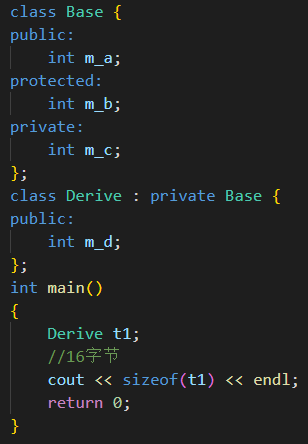 class Base {
public:
    int m_a;
protected:
    int m_b;
private:
    int m_c;
};
class Derive : private Base {
public:
    int m_d;
};
int main()
{
    Derive t1;
    //16字节
    cout << sizeof(t1) << endl;
    return 0;
}